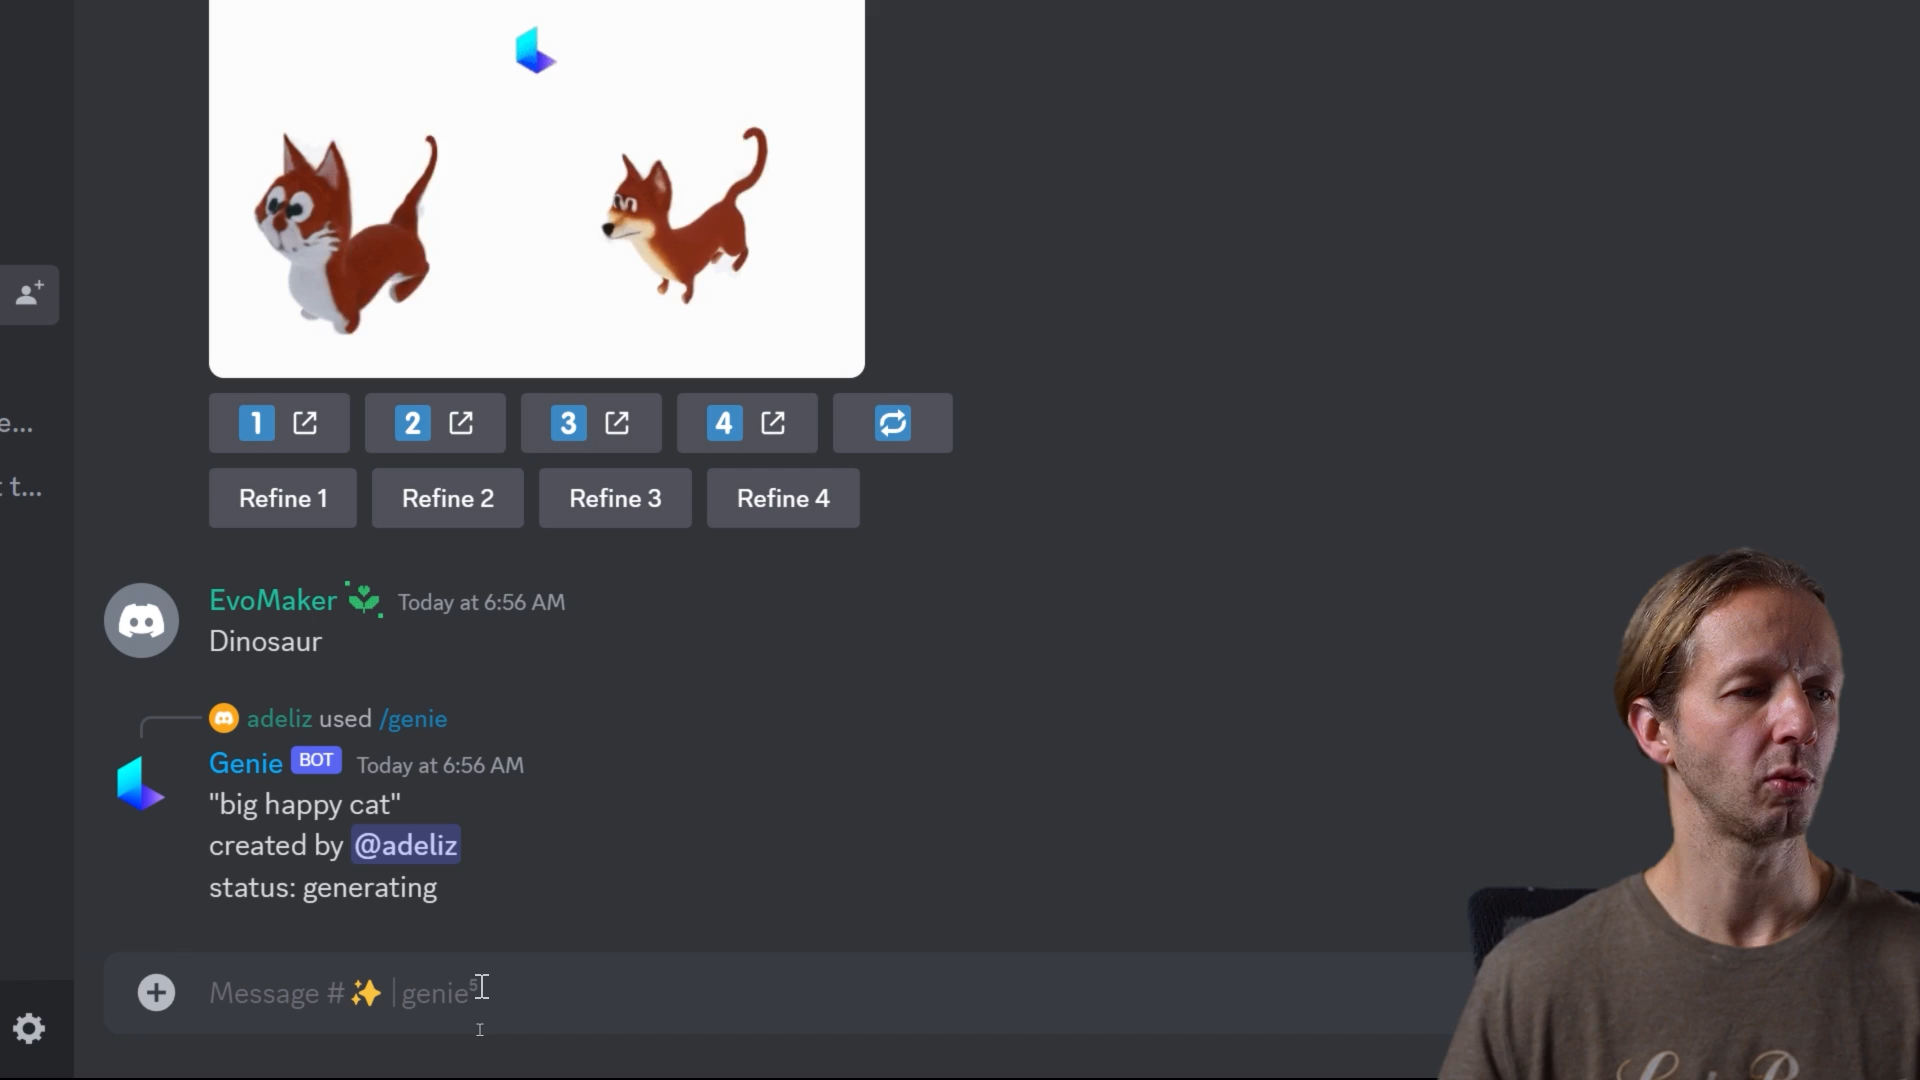 e...
t...
1
2
3
4
Refine 1
Refine 2
Refine 3
Refine 4
EvoMaker Today at 6:56 AM
Dinosaur
adeliz used /genie
Genie BOT Today at 6:56 AM
"big happy cat"
created by @adeliz
status: generating
Message #✨ | genie⁵